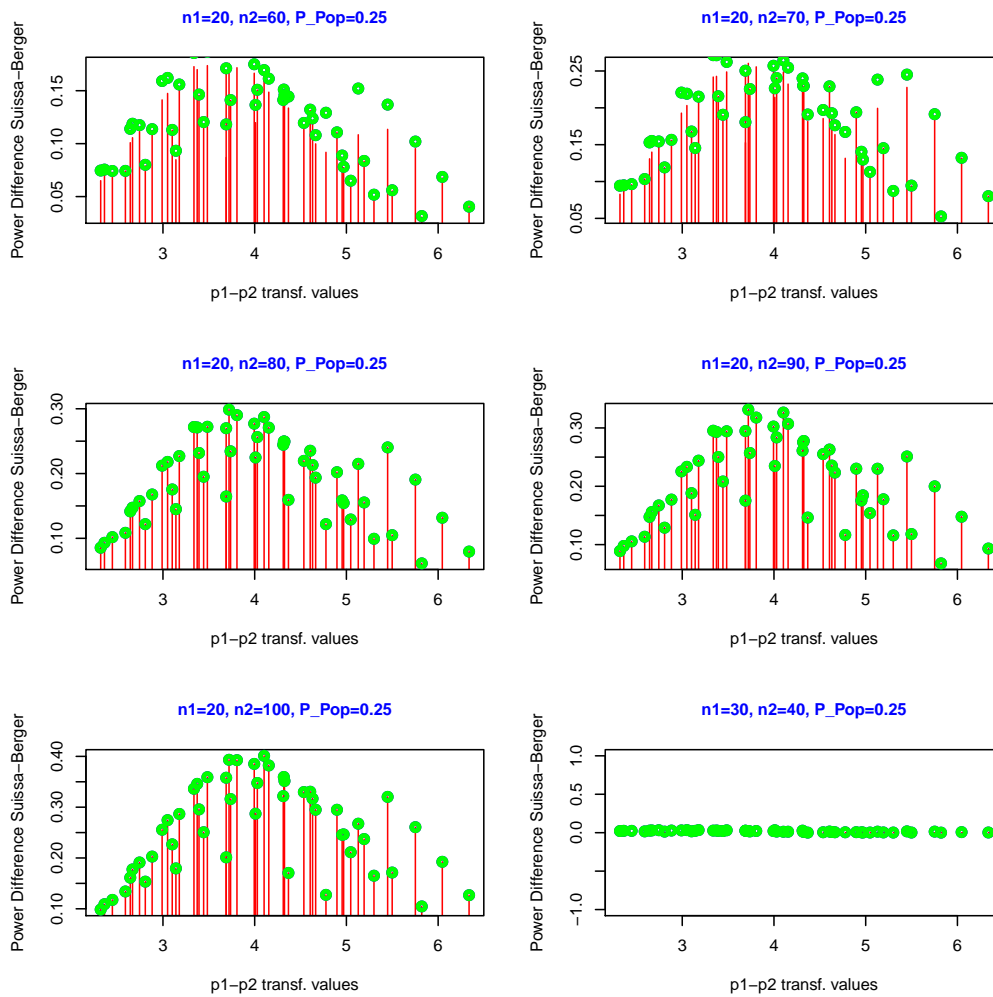 n1=20, n2=60, P_Pop=0.25
Power Difference Suissa−Berger
0.15
0.10
0.05
3 4 5 6
p1−p2 transf. values
n1=20, n2=70, P_Pop=0.25
Power Difference Suissa−Berger
0.25
0.15
0.05
3 4 5 6
p1−p2 transf. values
n1=20, n2=80, P_Pop=0.25
Power Difference Suissa−Berger
0.30
0.20
0.10
3 4 5 6
p1−p2 transf. values
n1=20, n2=90, P_Pop=0.25
Power Difference Suissa−Berger
0.30
0.20
0.10
3 4 5 6
p1−p2 transf. values
n1=20, n2=100, P_Pop=0.25
Power Difference Suissa−Berger
0.40
0.30
0.20
0.10
3 4 5 6
p1−p2 transf. values
n1=30, n2=40, P_Pop=0.25
Power Difference Suissa−Berger
1.0
0.5
0.0
−1.0
3 4 5 6
p1−p2 transf. values